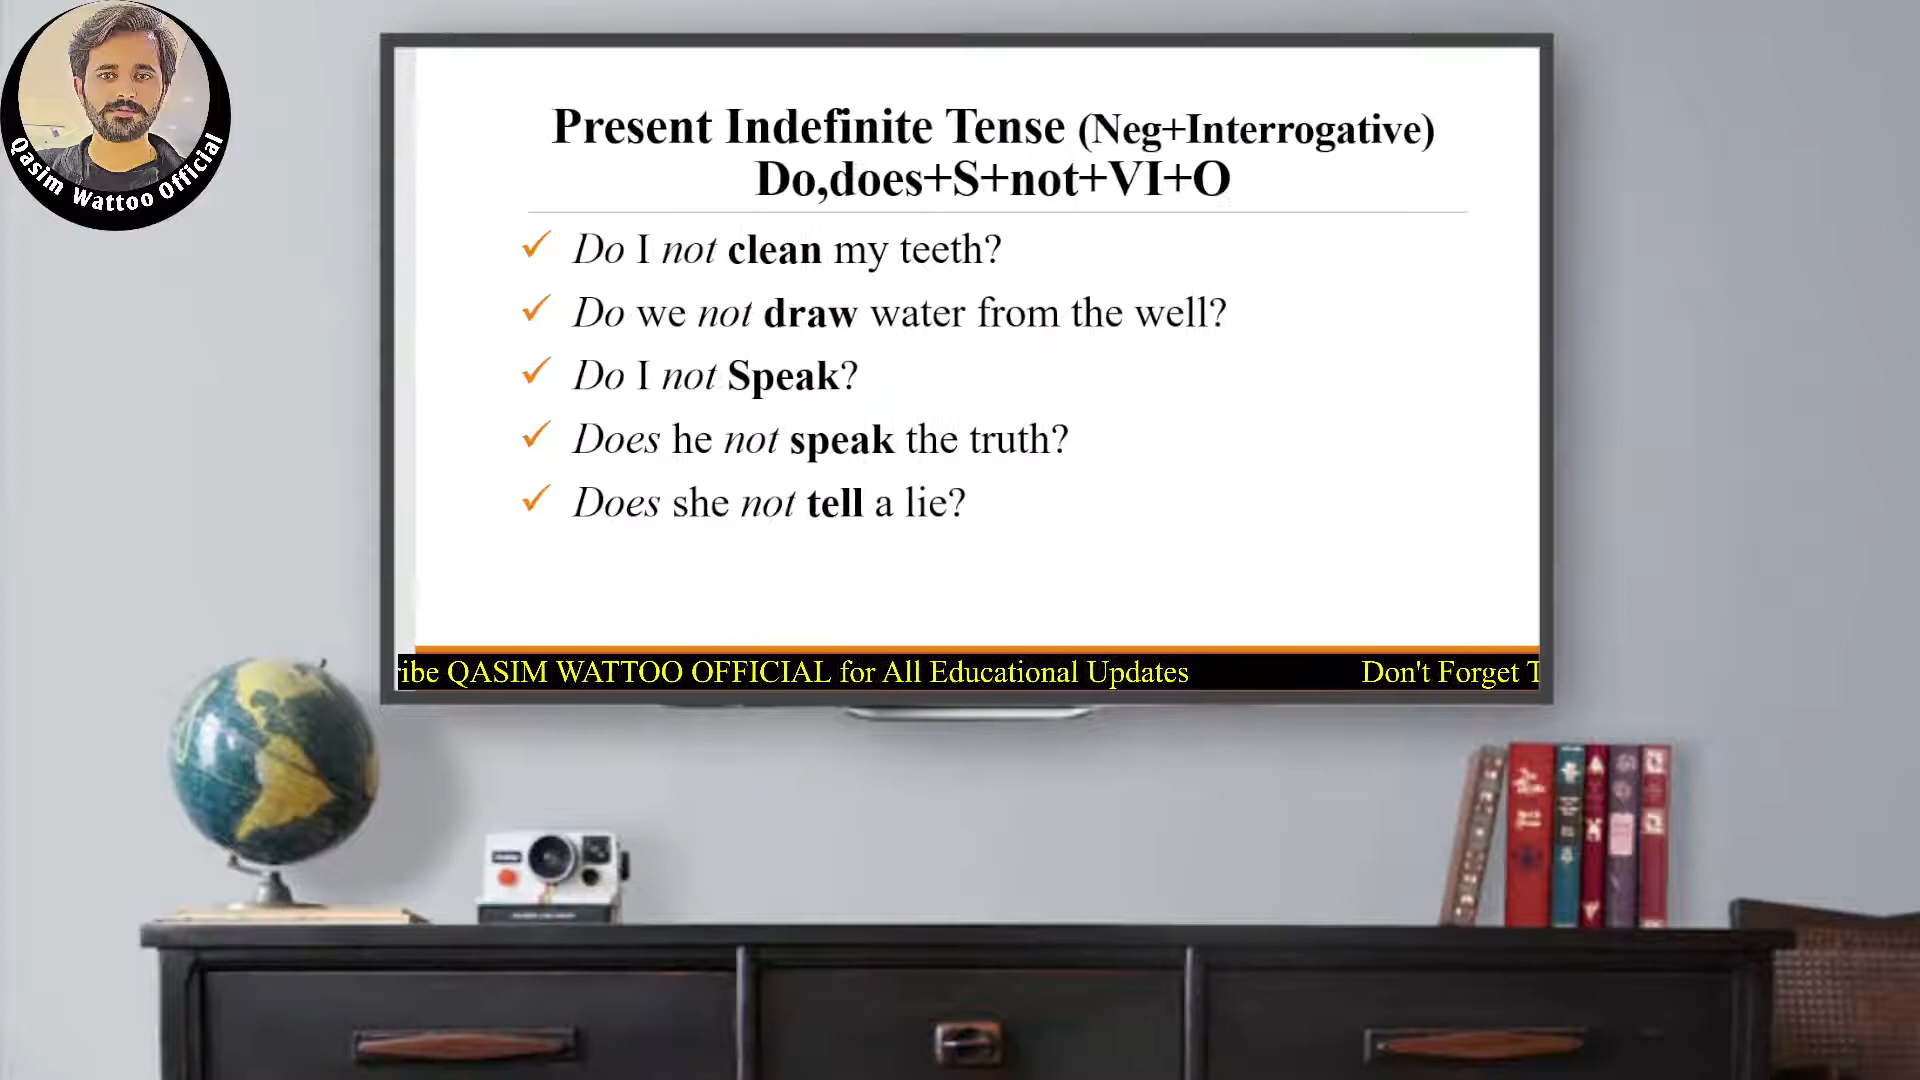 Qasim Wattoo Official
Present Indefinite Tense (Neg+Interrogative)
Do,does+S+not+VI+O
Do I not clean my teeth?
Do we not draw water from the well?
Do I not Speak?
Does he not speak the truth?
Does she not tell a lie?
ribe QASIM WATTOO OFFICIAL for All Educational Updates Don't Forget T